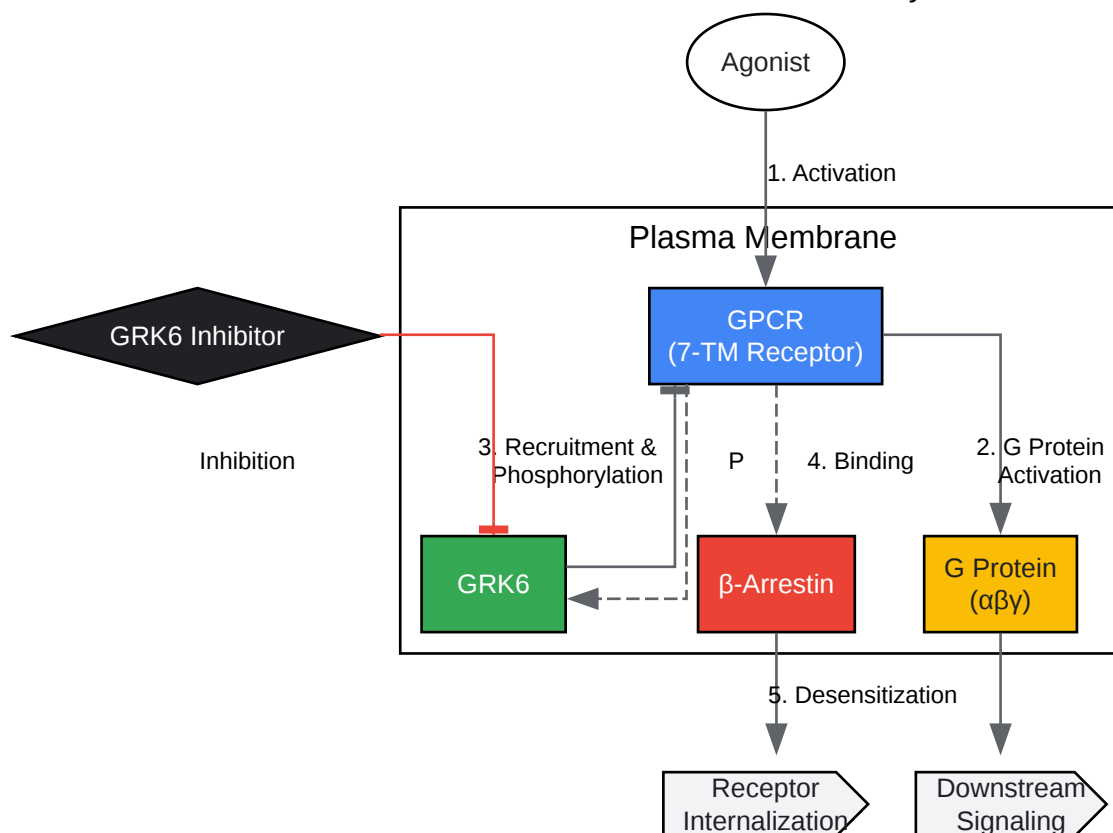 Agonist
1. Activation
Plasma Membrane
GPCR
(7-TM Receptor)
GRK6 Inhibitor
Inhibition
3. Recruitment &
Phosphorylation
P
4. Binding
2. G Protein
Activation
GRK6
β-Arrestin
G Protein
(αβγ)
5. Desensitization
Receptor
Internalization
Downstream
Signaling